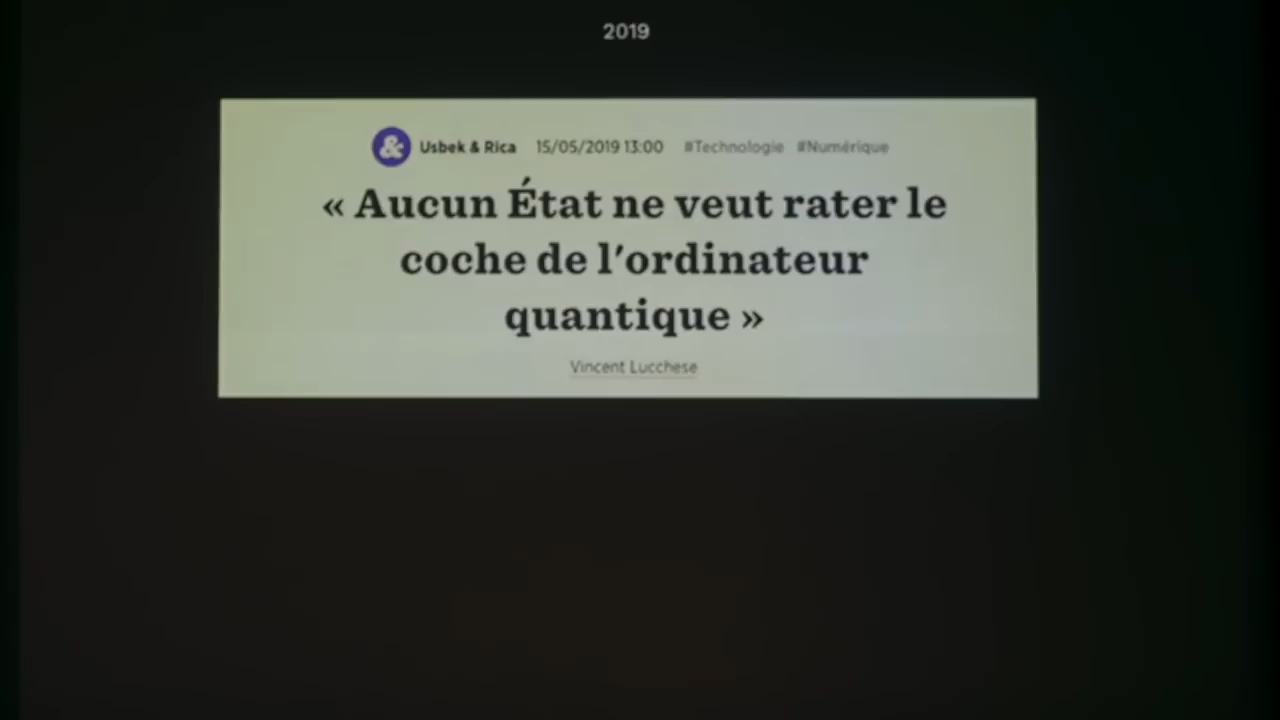 2019
& Usbek & Rica 15/05/2019 13:00 #Technologie #Numérique
« Aucun État ne veut rater le
coche de l'ordinateur
quantique »
Vincent Lucchese